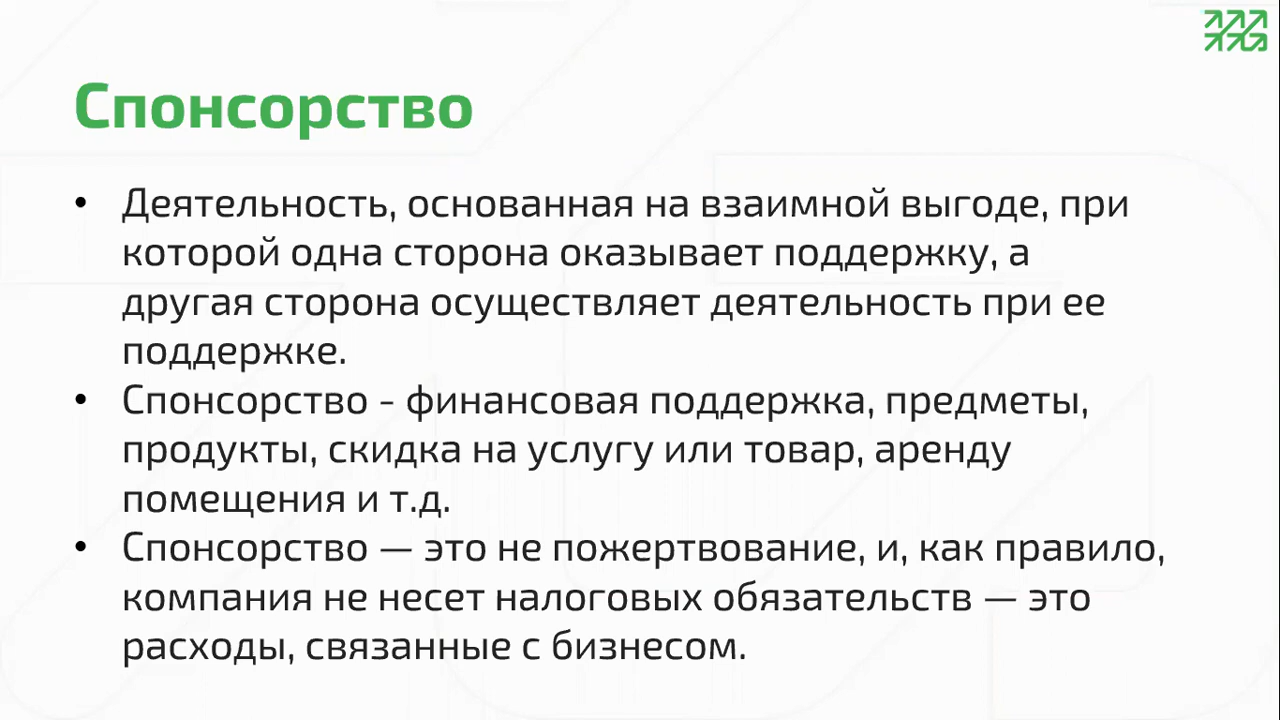 Спонсорство
• Деятельность, основанная на взаимной выгоде, при
которой одна сторона оказывает поддержку, а
другая сторона осуществляет деятельность при ее
поддержке.
• Спонсорство - финансовая поддержка, предметы,
продукты, скидка на услугу или товар, аренду
помещения и т.д.
• Спонсорство — это не пожертвование, и, как правило,
компания не несет налоговых обязательств — это
расходы, связанные с бизнесом.